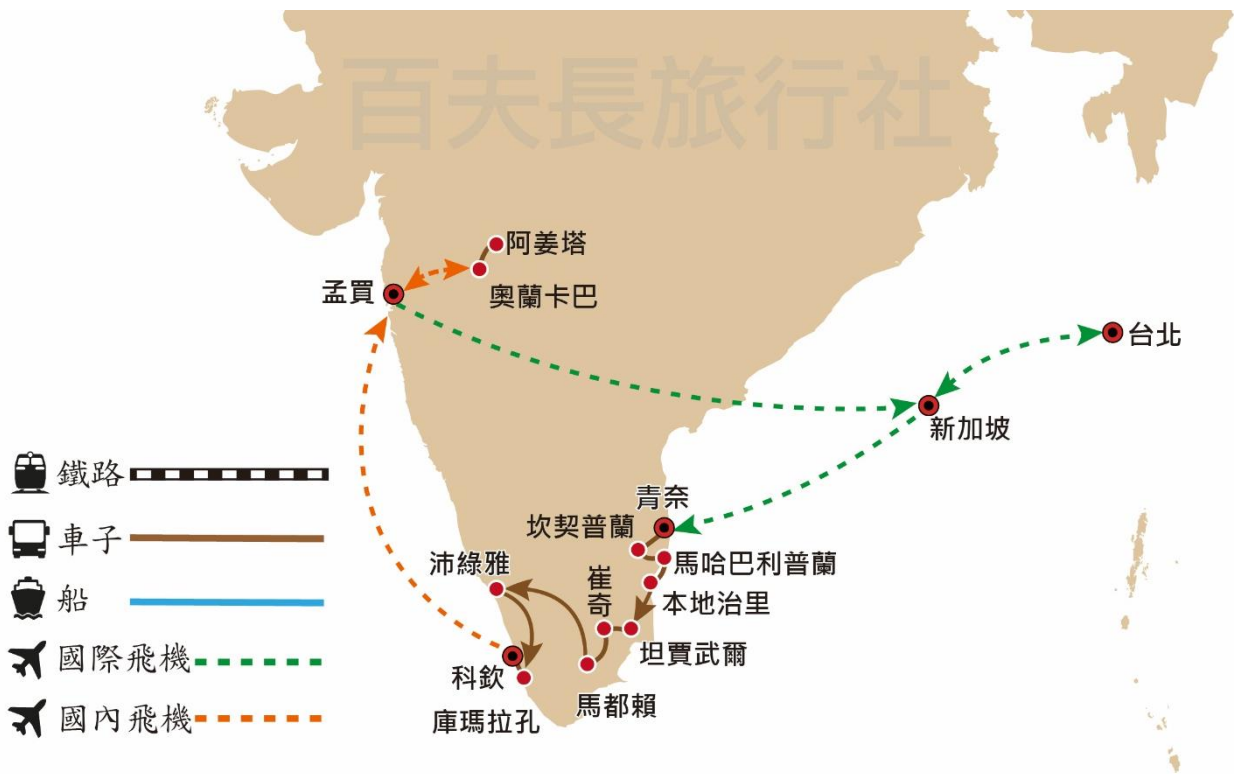 百夫長旅行社
阿姜塔
奧蘭卡巴
孟買
台北
新加坡
青奈
坎契普蘭
馬哈巴利普蘭
本地治里
崔奇
坦賈武爾
沛綠雅
科欽
庫瑪拉孔
馬都賴
鐵路
車子
船
國際飛機
國內飛機